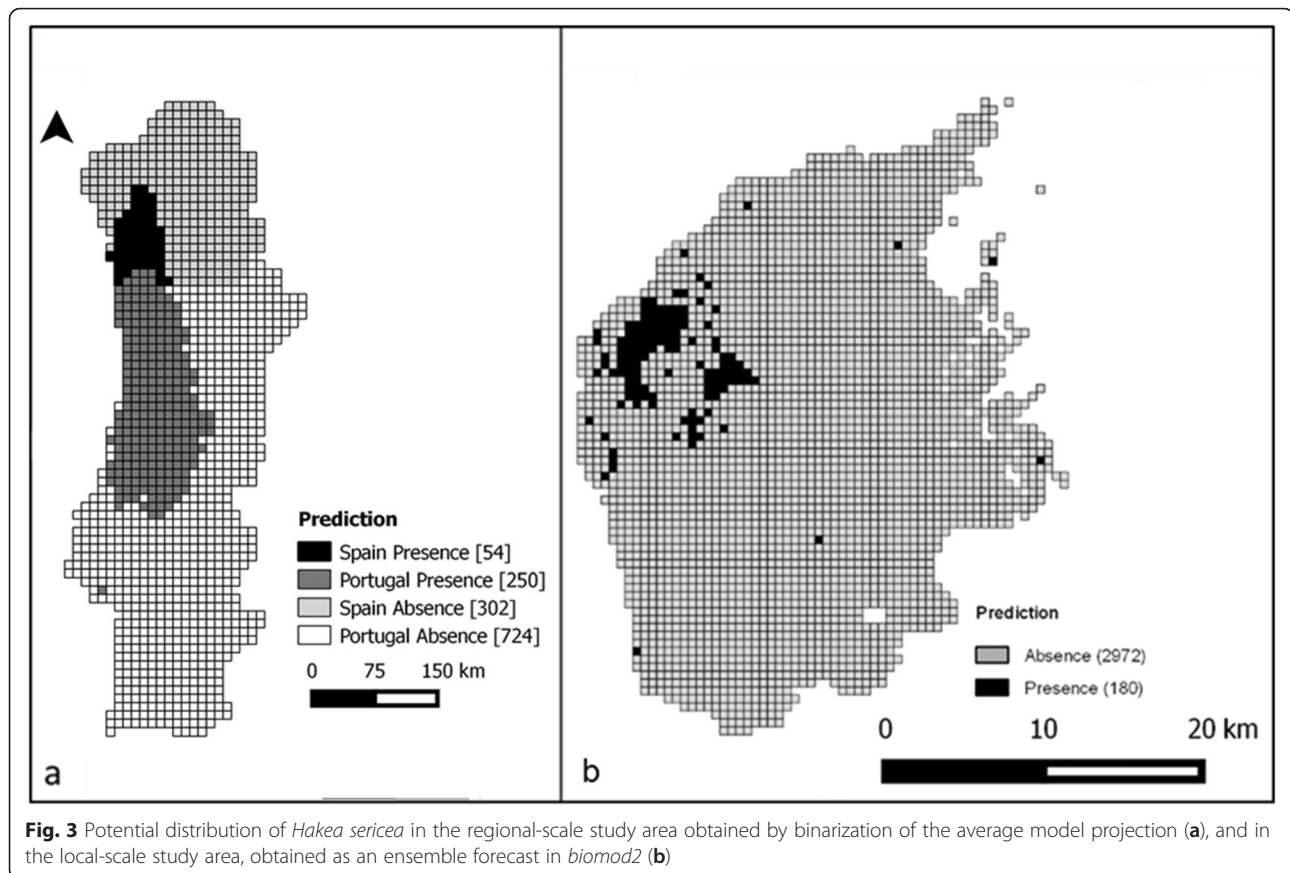 Prediction
Spain Presence [54]
Portugal Presence [250]
Spain Absence [302]
Portugal Absence [724]
0 75 150 km
a
Prediction
Absence (2972)
Presence (180)
0 10 20 km
b
Fig. 3 Potential distribution of Hakea sericea in the regional-scale study area obtained by binarization of the average model projection (a), and in
the local-scale study area, obtained as an ensemble forecast in biomod2 (b)